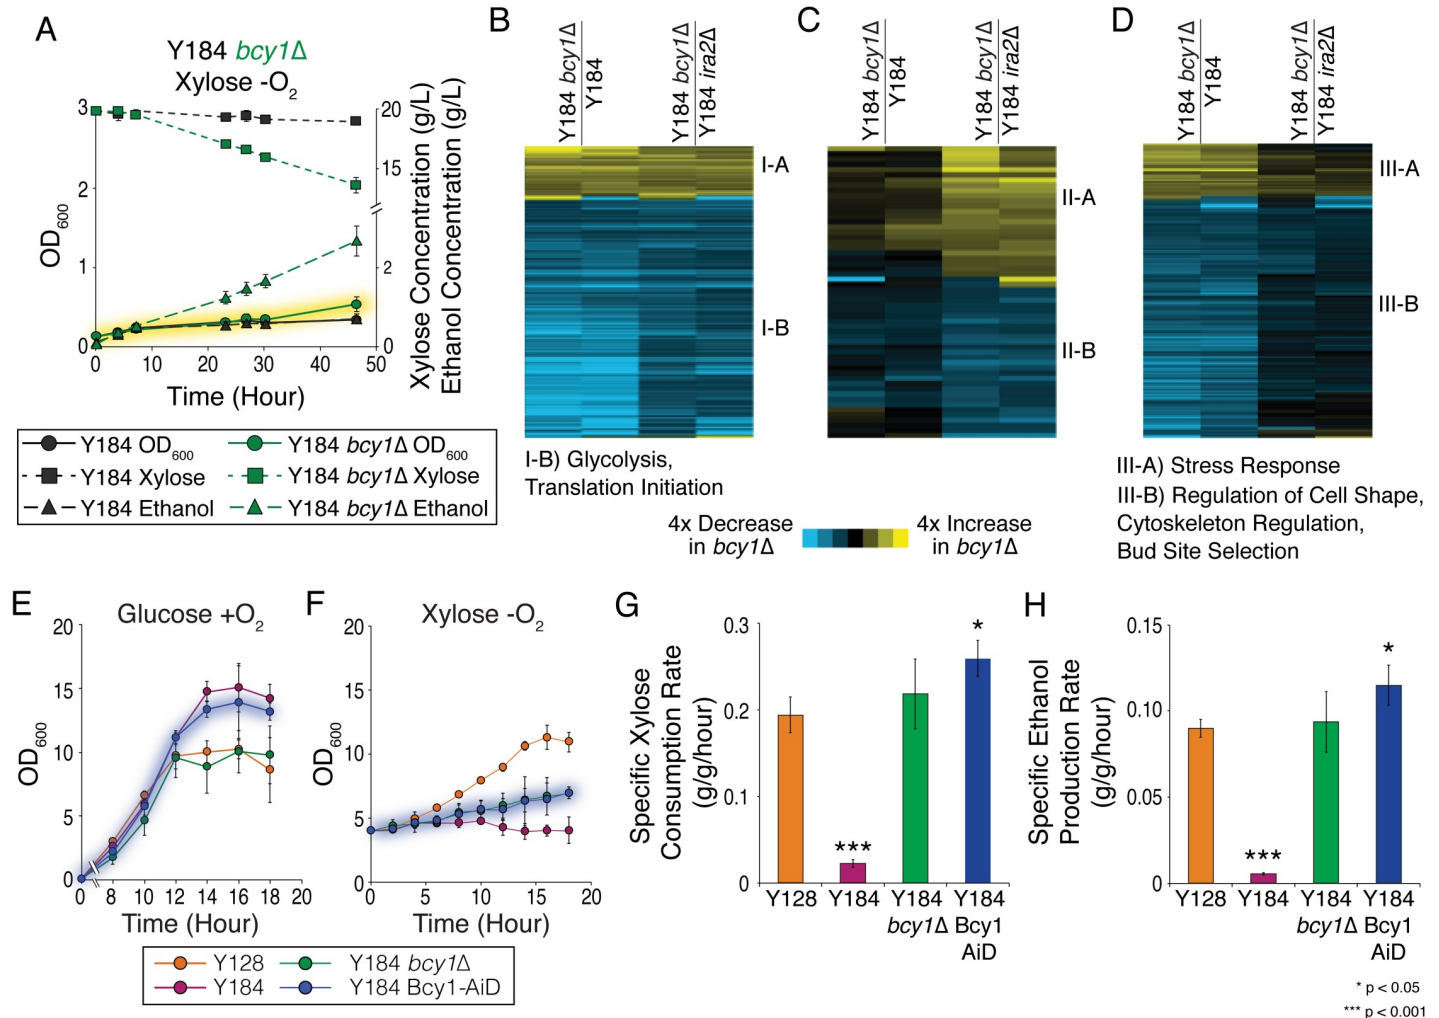 A
Y184 bcy1Δ
Xylose -O2
OD600
3
2
1
0
20
15
2
0
0
10
20
30
40
50
Time (Hour)
Xylose Concentration (g/L)
Ethanol Concentration (g/L)
Y184 OD600
Y184 bcy1Δ OD600
Y184 Xylose
Y184 bcy1Δ Xylose
Y184 Ethanol
Y184 bcy1Δ Ethanol
B
Y184 bcy1Δ
Y184
Y184 bcy1Δ
Y184 ira2Δ
I-A
I-B
I-B) Glycolysis,
Translation Initiation
C
Y184 bcy1Δ
Y184
Y184 bcy1Δ
Y184 ira2Δ
II-A
II-B
D
Y184 bcy1Δ
Y184
Y184 bcy1Δ
Y184 ira2Δ
III-A
III-B
III-A) Stress Response
III-B) Regulation of Cell Shape,
Cytoskeleton Regulation,
Bud Site Selection
4x Decrease
in bcy1Δ
4x Increase
in bcy1Δ
E
Glucose +O2
OD600
20
15
10
5
0
0
8
10
12
14
16
18
20
Time (Hour)
F
Xylose -O2
OD600
20
15
10
5
0
0
5
10
15
20
Time (Hour)
Y128
Y184 bcy1Δ
Y184
Y184 Bcy1-AiD
G
Specific Xylose
Consumption Rate
(g/g/hour)
0.3
0.2
0.1
0
***
*
Y128
Y184
Y184
bcy1Δ
Y184
Bcy1
AiD
H
Specific Ethanol
Production Rate
(g/g/hour)
0.15
0.10
0.05
0
***
*
Y128
Y184
Y184
bcy1Δ
Y184
Bcy1
AiD
* p < 0.05
*** p < 0.001